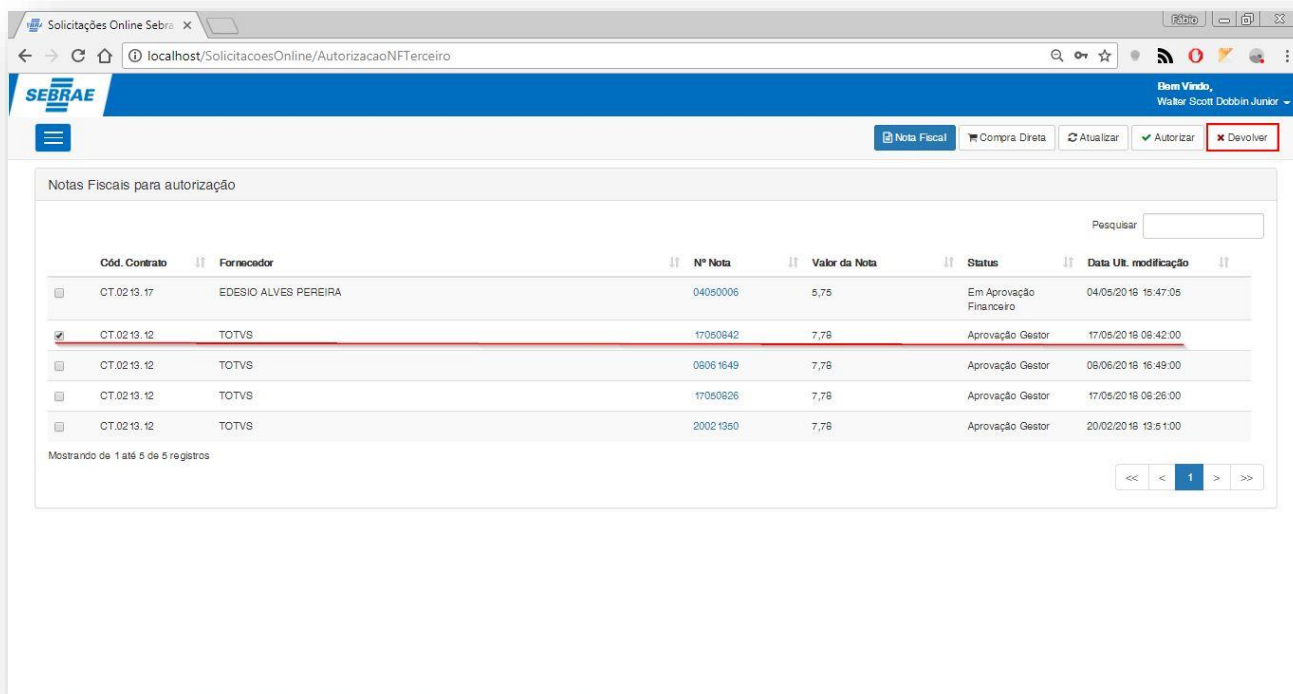 Solicitações Online Sebra
Fábio
localhost/SolicitacoesOnline/AutorizacaoNFTerceiro
SEBRAE
Bem Vindo,
Walter Scott Dobbin Junior
Nota Fiscal Compra Direta Atualizar Autorizar Devolver
Notas Fiscais para autorização
Pesquisar
Cód. Contrato Fornecedor Nº Nota Valor da Nota Status Data Ult. modificação
CT.0213.17 EDESIO ALVES PEREIRA 04050006 5,75 Em Aprovação Financeiro 04/05/2018 15:47:05
CT.0213.12 TOTVS 17050842 7,78 Aprovação Gestor 17/05/2018 08:42:00
CT.0213.12 TOTVS 08061649 7,78 Aprovação Gestor 08/06/2018 16:49:00
CT.0213.12 TOTVS 17050826 7,78 Aprovação Gestor 17/05/2018 08:26:00
CT.0213.12 TOTVS 20021350 7,78 Aprovação Gestor 20/02/2018 13:51:00
Mostrando de 1 até 5 de 5 registros
<< < 1 > >>